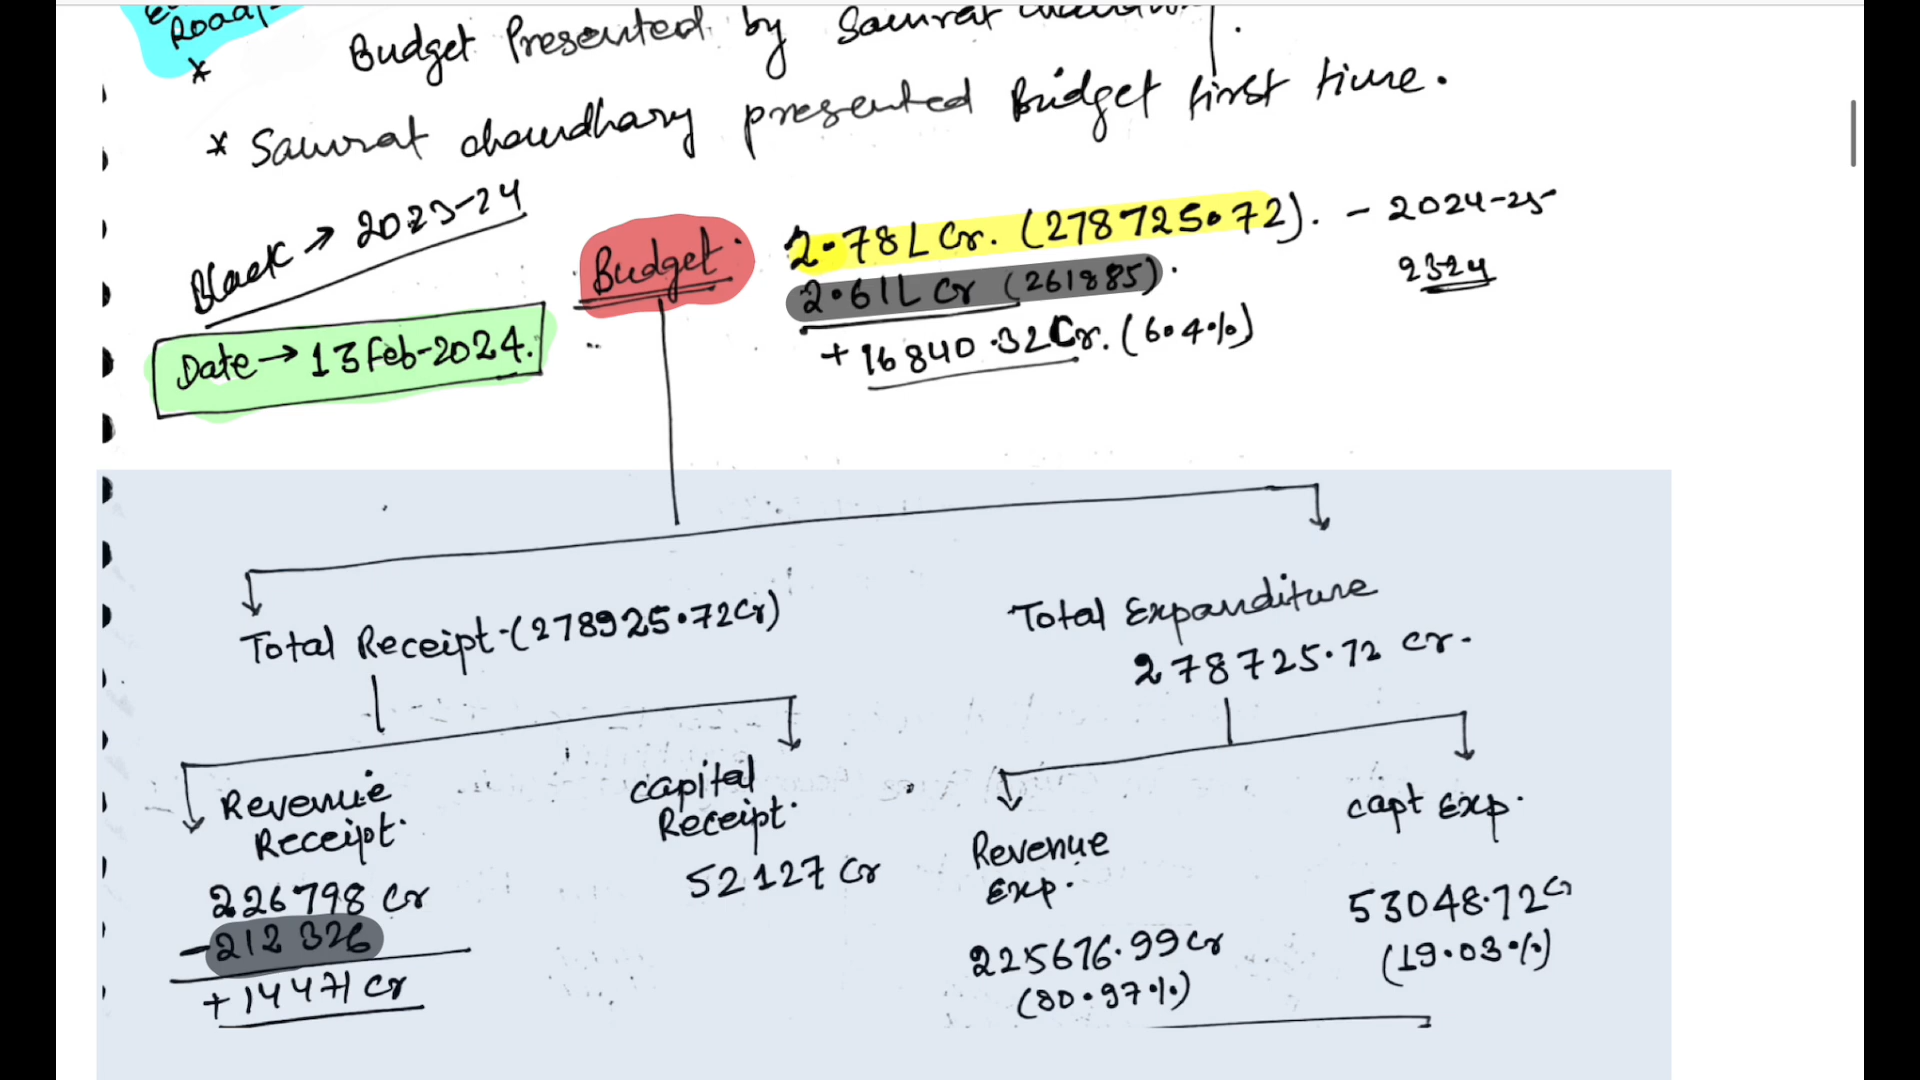 Road
* Budget Presented by Samrat
* Samrat choudhary presented Budget first time.
Black → 2023-24
Date → 13 Feb-2024.
Budget.
2.78 L Cr. (278725.72). - 2024-25
2.61 L Cr (261885).
2324
+ 16840.32 Cr. (6.4%)
Total Receipt-(278925.72Cr)
Total Expanditure
278725.72 cr.
Revenue
Receipt.
226798 Cr
-212326
+14471 Cr
capital
Receipt.
52127 Cr
Revenue
Exp.
225676.99 Cr
(80.97%)
capt Exp.
53048.72 Cr
(19.03%)